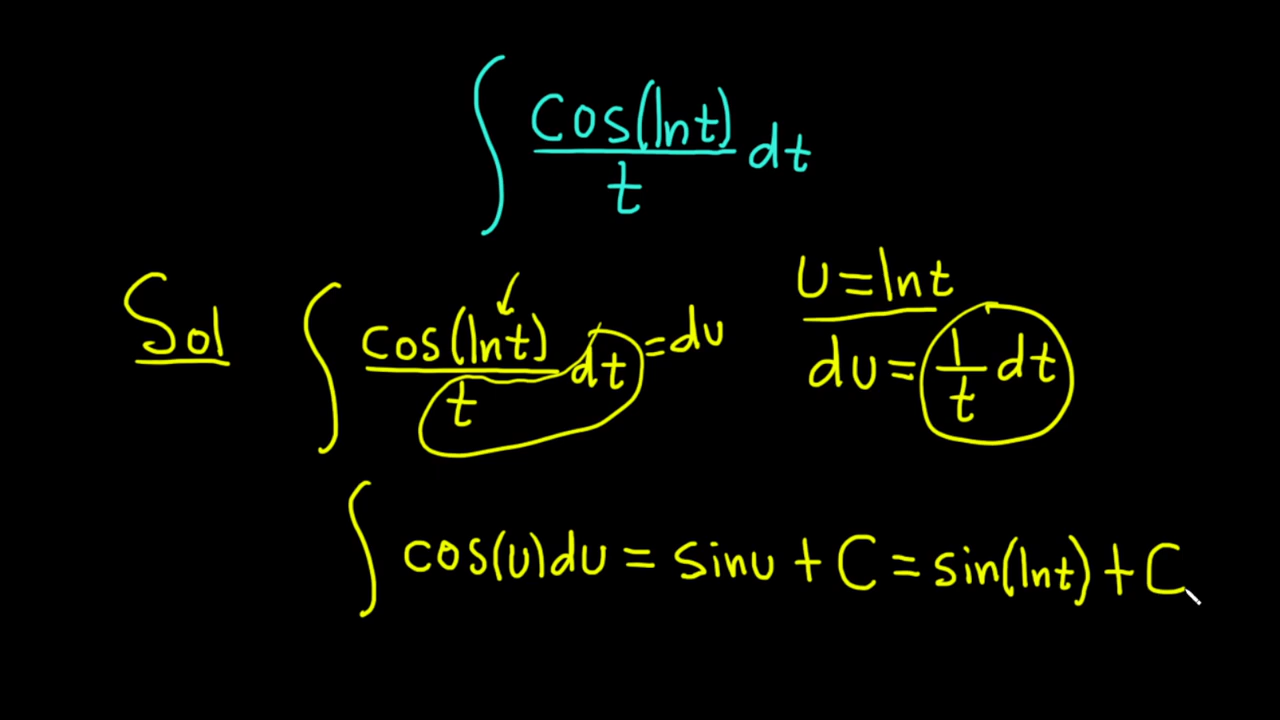 ∫ cos(ln t)/t dt
Sol ∫ cos(ln t)/t dt = du
u = ln t
du = 1/t dt
∫ cos(u) du = sin u + C = sin(ln t) + C